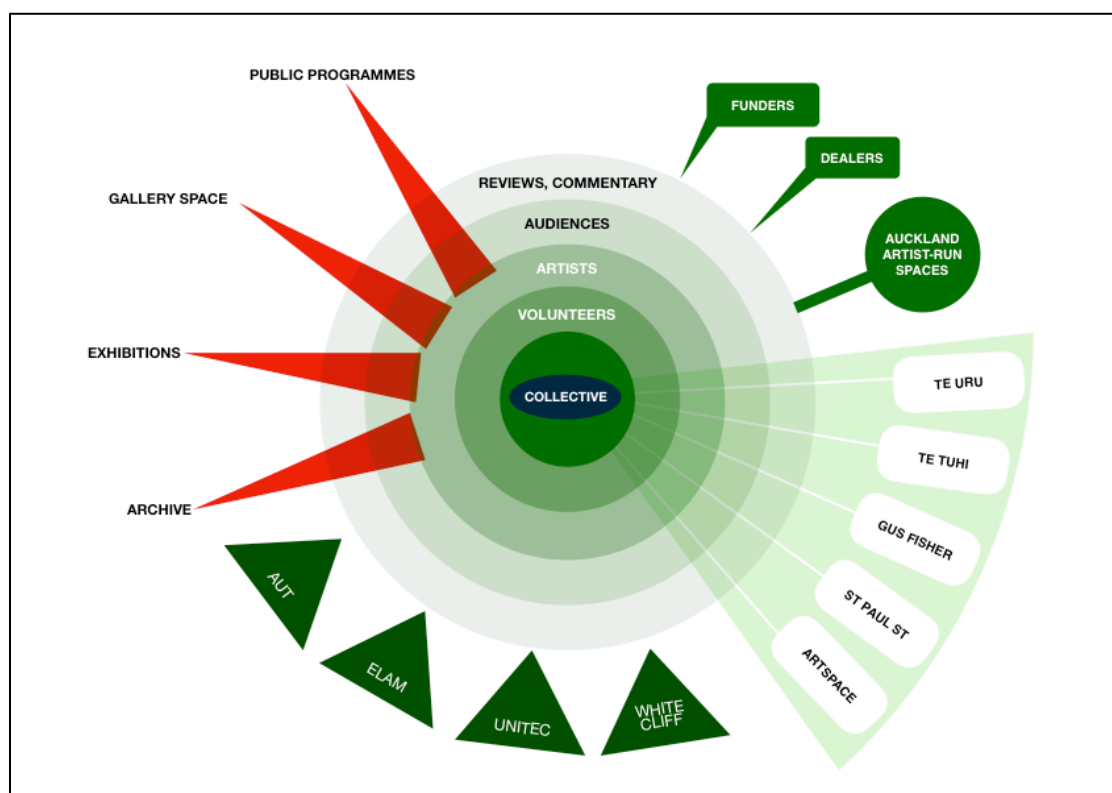 PUBLIC PROGRAMMES
FUNDERS
DEALERS
REVIEWS, COMMENTARY
GALLERY SPACE
AUDIENCES
AUCKLAND
ARTIST-RUN
SPACES
ARTISTS
VOLUNTEERS
EXHIBITIONS
COLLECTIVE
TE URU
TE TUHI
ARCHIVE
GUS FISHER
ST PAUL ST
ARTSPACE
AUT
ELAM
UNITEC
WHITE
CLIFF